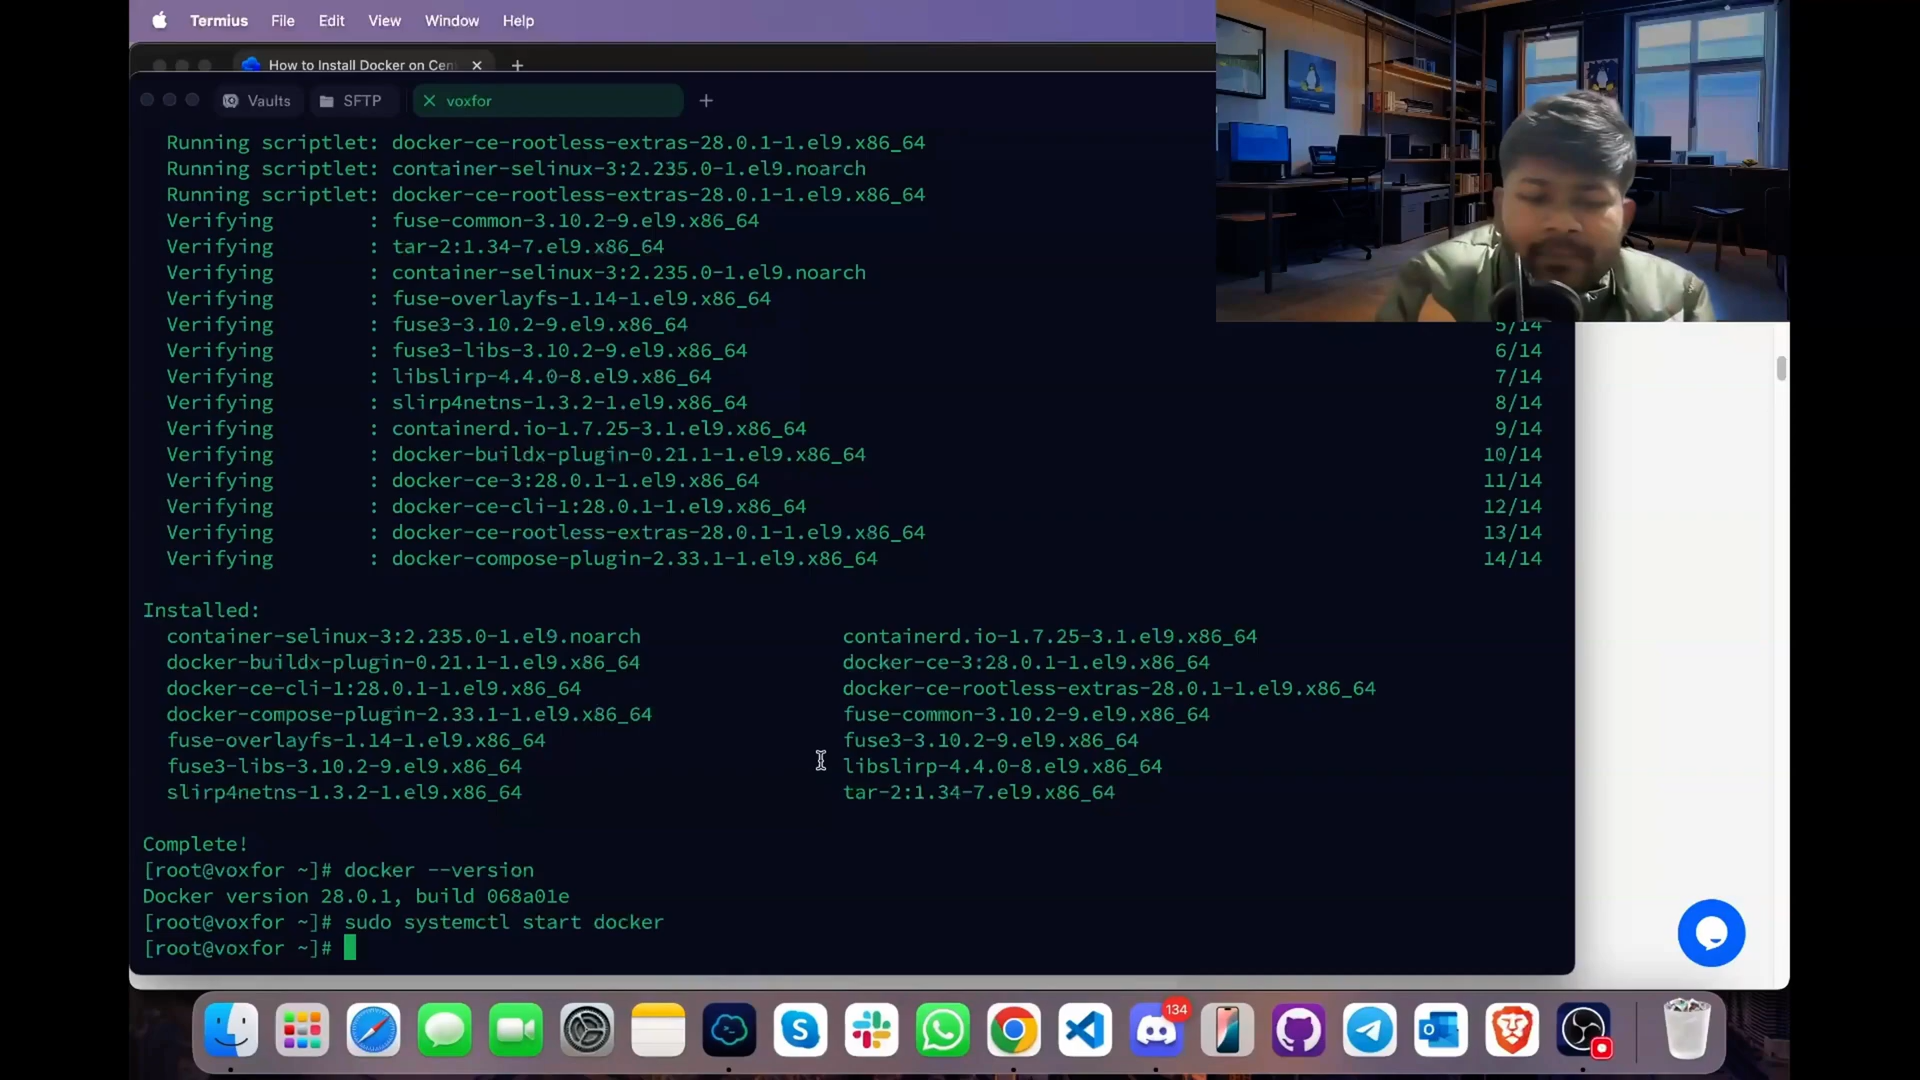 Termius File Edit View Window Help
How to Install Docker on Cen
Vaults SFTP voxfor
Running scriptlet: docker-ce-rootless-extras-28.0.1-1.el9.x86_64
Running scriptlet: container-selinux-3:2.235.0-1.el9.noarch
Running scriptlet: docker-ce-rootless-extras-28.0.1-1.el9.x86_64
Verifying : fuse-common-3.10.2-9.el9.x86_64
Verifying : tar-2:1.34-7.el9.x86_64
Verifying : container-selinux-3:2.235.0-1.el9.noarch
Verifying : fuse-overlayfs-1.14-1.el9.x86_64
Verifying : fuse3-3.10.2-9.el9.x86_64 5/14
Verifying : fuse3-libs-3.10.2-9.el9.x86_64 6/14
Verifying : libslirp-4.4.0-8.el9.x86_64 7/14
Verifying : slirp4netns-1.3.2-1.el9.x86_64 8/14
Verifying : containerd.io-1.7.25-3.1.el9.x86_64 9/14
Verifying : docker-buildx-plugin-0.21.1-1.el9.x86_64 10/14
Verifying : docker-ce-3:28.0.1-1.el9.x86_64 11/14
Verifying : docker-ce-cli-1:28.0.1-1.el9.x86_64 12/14
Verifying : docker-ce-rootless-extras-28.0.1-1.el9.x86_64 13/14
Verifying : docker-compose-plugin-2.33.1-1.el9.x86_64 14/14
Installed:
container-selinux-3:2.235.0-1.el9.noarch containerd.io-1.7.25-3.1.el9.x86_64
docker-buildx-plugin-0.21.1-1.el9.x86_64 docker-ce-3:28.0.1-1.el9.x86_64
docker-ce-cli-1:28.0.1-1.el9.x86_64 docker-ce-rootless-extras-28.0.1-1.el9.x86_64
docker-compose-plugin-2.33.1-1.el9.x86_64 fuse-common-3.10.2-9.el9.x86_64
fuse-overlayfs-1.14-1.el9.x86_64 fuse3-3.10.2-9.el9.x86_64
fuse3-libs-3.10.2-9.el9.x86_64 libslirp-4.4.0-8.el9.x86_64
slirp4netns-1.3.2-1.el9.x86_64 tar-2:1.34-7.el9.x86_64
Complete!
[root@voxfor ~]# docker --version
Docker version 28.0.1, build 068a01e
[root@voxfor ~]# sudo systemctl start docker
[root@voxfor ~]#
134